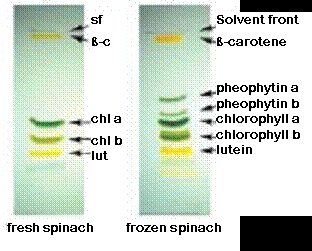 sf
ß-c
chl a
chl b
lut
fresh spinach
Solvent front
ß-carotene
pheophytin a
pheophytin b
chlorophyll a
chlorophyll b
lutein
frozen spinach